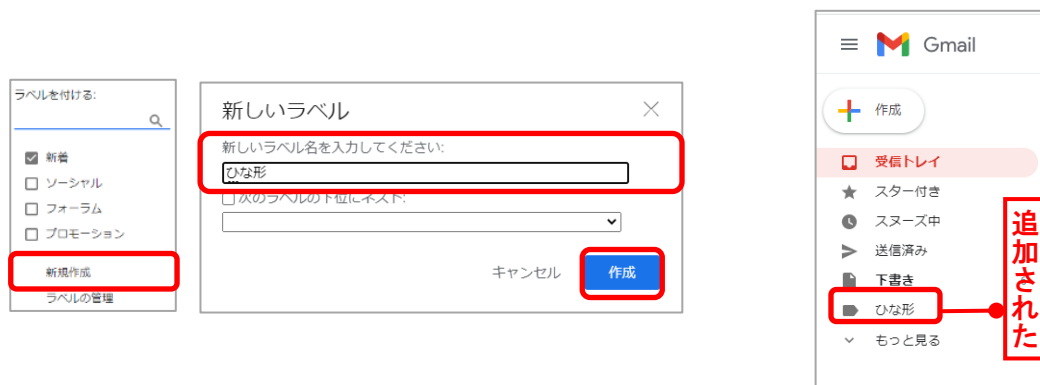 ラベルを付ける:
新着
ソーシャル
フォーラム
プロモーション
新規作成
ラベルの管理
新しいラベル
新しいラベル名を入力してください:
ひな形
次のラベルの下位にネスト:
キャンセル
作成
Gmail
作成
受信トレイ
スター付き
スヌーズ中
送信済み
下書き
ひな形
もっと見る
追加された